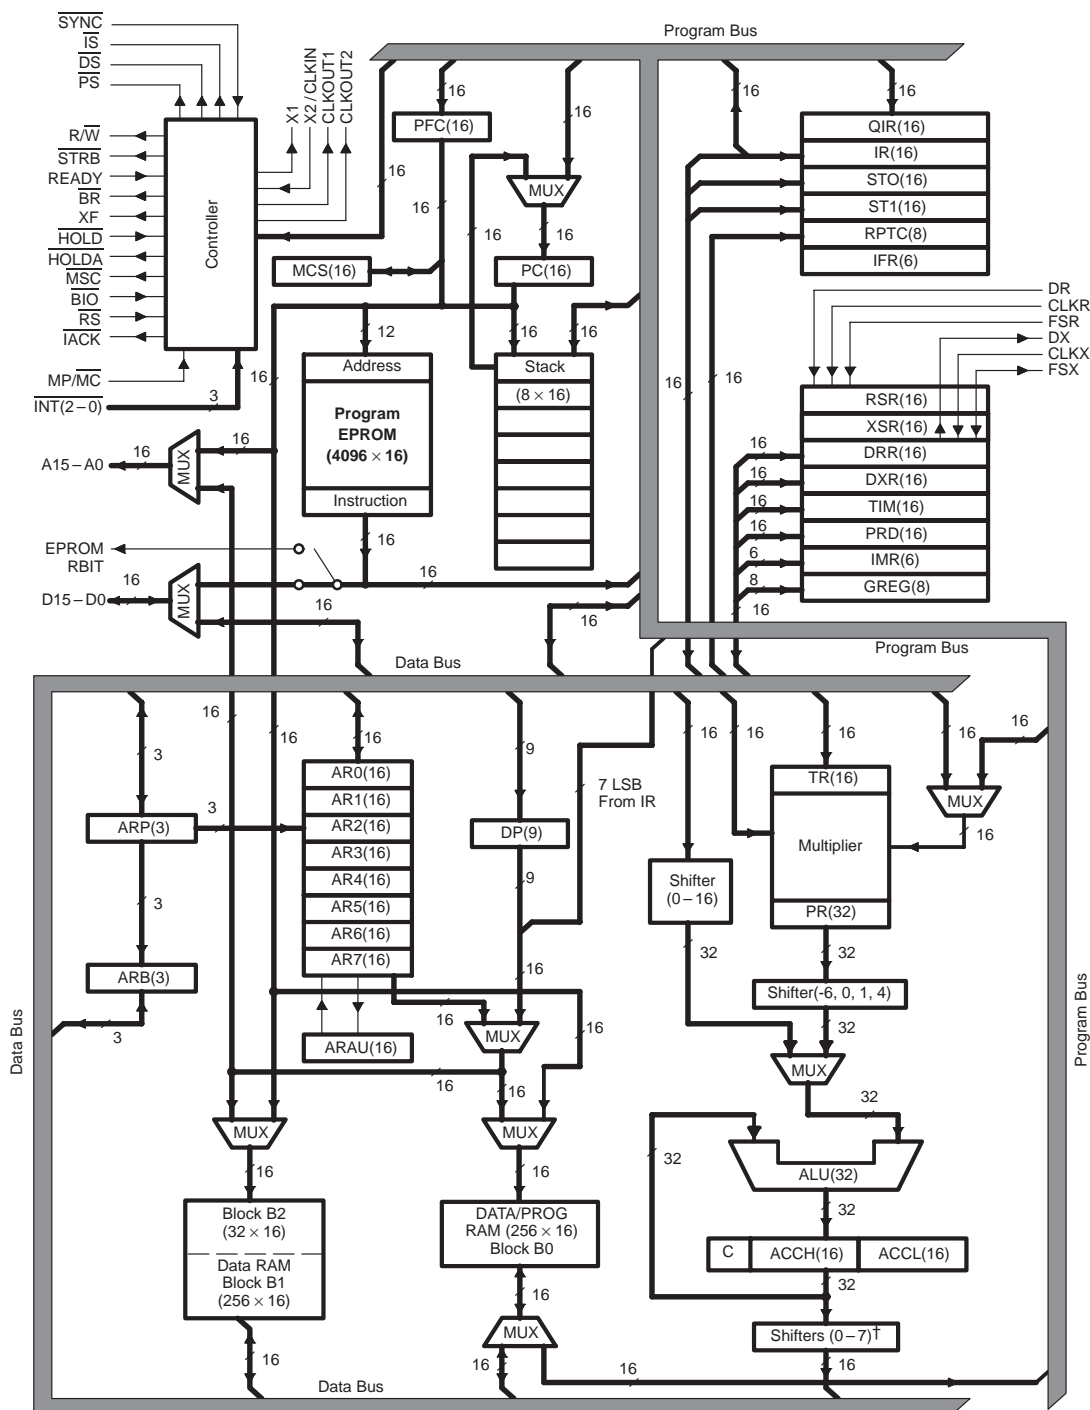 Program Bus
SYNC
IS
DS
PS
X1
X2/CLKIN
CLKOUT1
CLKOUT2
R/W
STRB
READY
BR
XF
HOLD
HOLDA
MSC
BIO
RS
IACK
MP/MC
INT(2–0)
3
Controller
16
16
PFC(16)
16
MCS(16)
16
16
MUX
16
16
PC(16)
16
QIR(16)
IR(16)
STO(16)
ST1(16)
RPTC(8)
IFR(6)
16
16
DR
CLKR
FSR
DX
CLKX
FSX
12
Address
Program
EPROM
(4096 × 16)
Instruction
16
16
16
Stack
(8 × 16)
16
16
RSR(16)
XSR(16)
16
DRR(16)
16
DXR(16)
16
TIM(16)
16
PRD(16)
6
IMR(6)
8
GREG(8)
16
A15–A0
16
MUX
16
EPROM
RBIT
D15–D0
16
MUX
16
16
16
Program Bus
Data Bus
16
16
3
16
9
7 LSB
From IR
16
16
16
16
16
ARP(3)
3
3
ARB(3)
3
AR0(16)
AR1(16)
AR2(16)
AR3(16)
AR4(16)
AR5(16)
AR6(16)
AR7(16)
ARAU(16)
DP(9)
9
16
16
MUX
16
16
16
TR(16)
Multiplier
PR(32)
MUX
16
Shifter
(0–16)
32
32
Shifter(-6, 0, 1, 4)
32
MUX
32
32
ALU(32)
32
C
ACCH(16)
ACCL(16)
32
Shifters (0–7)†
16
MUX
16
Block B2
(32 × 16)
Data RAM
Block B1
(256 × 16)
16
MUX
16
DATA/PROG
RAM (256 × 16)
Block B0
16
MUX
16
16
Data Bus
Data Bus
Program Bus